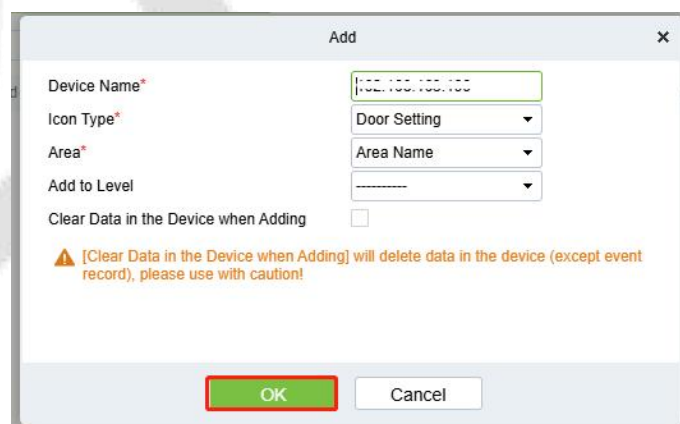 Add
×
Device Name*
Icon Type* Door Setting
Area* Area Name
Add to Level ----------
Clear Data in the Device when Adding
[Clear Data in the Device when Adding] will delete data in the device (except event
record), please use with caution!
OK Cancel